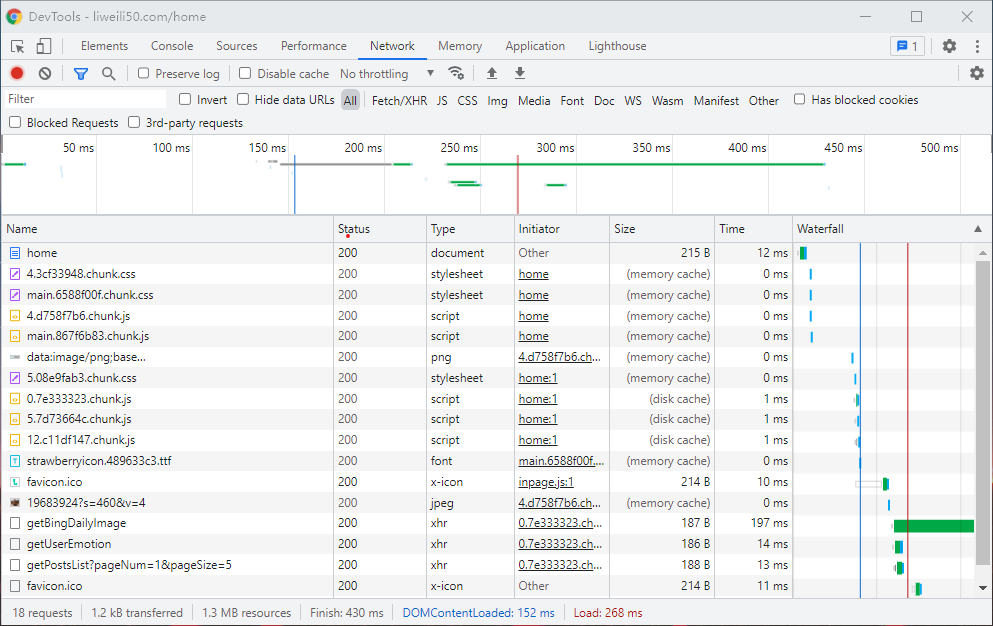 DevTools - liweili50.com/home
Elements Console Sources Performance Network Memory Application Lighthouse 1
Preserve log Disable cache No throttling
Filter Invert Hide data URLs All Fetch/XHR JS CSS Img Media Font Doc WS Wasm Manifest Other Has blocked cookies
Blocked Requests 3rd-party requests
50 ms 100 ms 150 ms 200 ms 250 ms 300 ms 350 ms 400 ms 450 ms 500 ms
Name Status Type Initiator Size Time Waterfall
home 200 document Other 215 B 12 ms
4.3cf33948.chunk.css 200 stylesheet home (memory cache) 0 ms
main.6588f00f.chunk.css 200 stylesheet home (memory cache) 0 ms
4.d758f7b6.chunk.js 200 script home (memory cache) 0 ms
main.867f6b83.chunk.js 200 script home (memory cache) 0 ms
data:image/png;base... 200 png 4.d758f7b6.ch... (memory cache) 0 ms
5.08e9fab3.chunk.css 200 stylesheet home:1 (memory cache) 0 ms
0.7e333323.chunk.js 200 script home:1 (disk cache) 1 ms
5.7d73664c.chunk.js 200 script home:1 (disk cache) 1 ms
12.c11df147.chunk.js 200 script home:1 (disk cache) 1 ms
strawberryicon.489633c3.ttf 200 font main.6588f00f.... (memory cache) 0 ms
favicon.ico 200 x-icon inpage.js:1 214 B 10 ms
19683924?s=460&v=4 200 jpeg 4.d758f7b6.ch... (memory cache) 0 ms
getBingDailyImage 200 xhr 0.7e333323.ch... 187 B 197 ms
getUserEmotion 200 xhr 0.7e333323.ch... 186 B 14 ms
getPostsList?pageNum=1&pageSize=5 200 xhr 0.7e333323.ch... 188 B 13 ms
favicon.ico 200 x-icon Other 214 B 11 ms
18 requests 1.2 kB transferred 1.3 MB resources Finish: 430 ms DOMContentLoaded: 152 ms Load: 268 ms